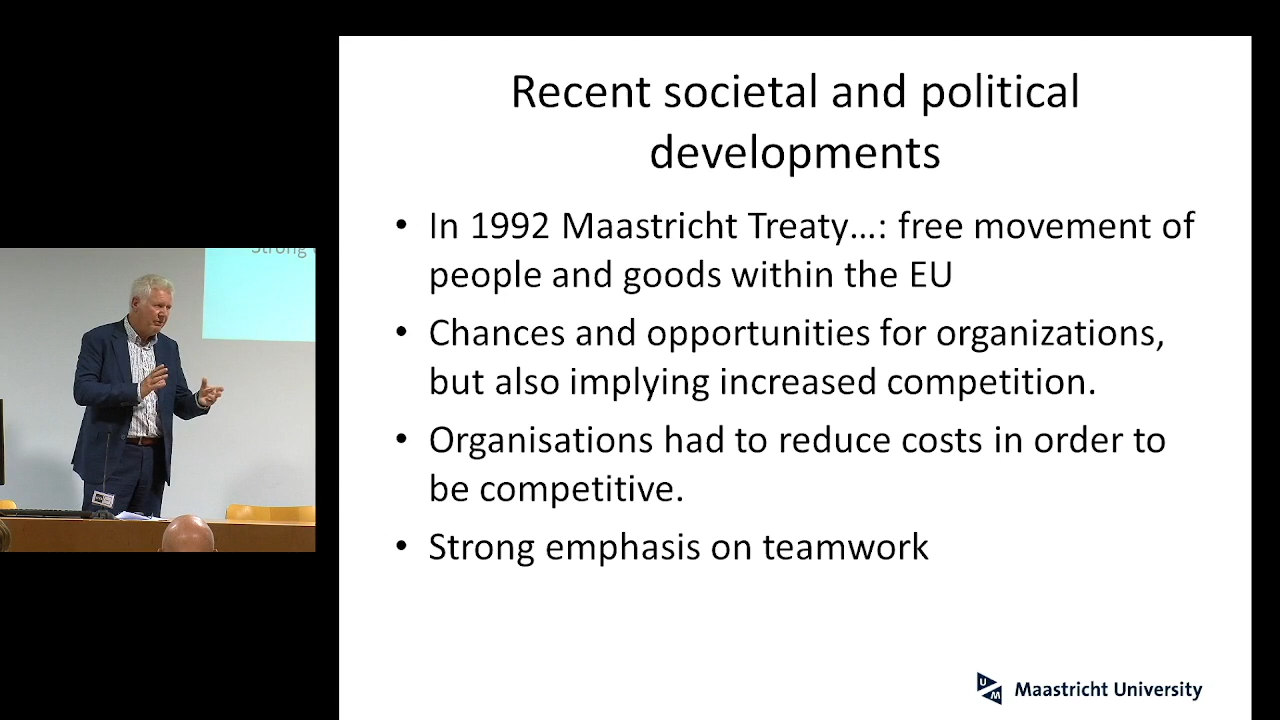 Recent societal and political
developments
• In 1992 Maastricht Treaty...: free movement of
people and goods within the EU
• Chances and opportunities for organizations,
but also implying increased competition.
• Organisations had to reduce costs in order to
be competitive.
• Strong emphasis on teamwork
UM
Maastricht University
Strong